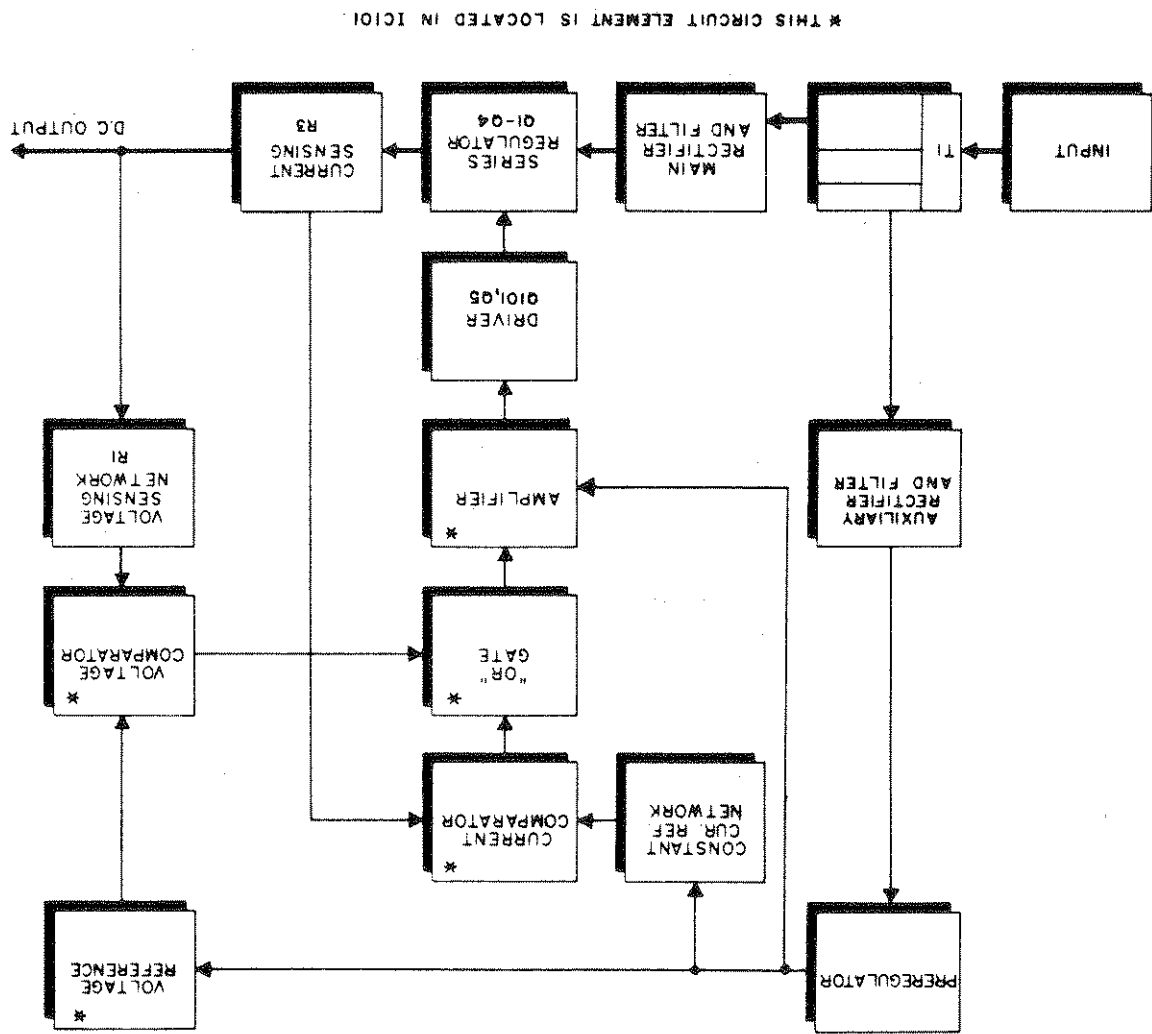 PREREGULATOR
*
VOLTAGE
REFERENCE
CONSTANT
CUR. REF.
NETWORK
*
CURRENT
COMPARATOR
*
"OR"
GATE
*
VOLTAGE
COMPARATOR
AUXILIARY
RECTIFIER
AND FILTER
*
AMPLIFIER
VOLTAGE
SENSING
NETWORK
R1
DRIVER
Q101,Q5
INPUT
T1
MAIN
RECTIFIER
AND FILTER
SERIES
REGULATOR
Q1-Q4
CURRENT
SENSING
R3
D.C OUTPUT
* THIS CIRCUIT ELEMENT IS LOCATED IN IC101